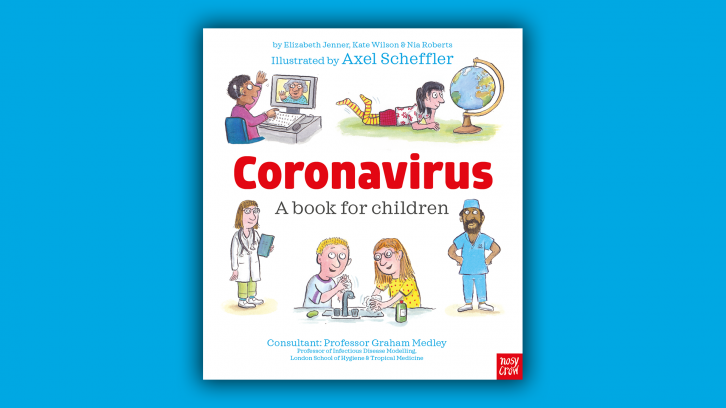 by Elizabeth Jenner, Kate Wilson & Nia Roberts
Illustrated by Axel Scheffler
Coronavirus
A book for children
Consultant: Professor Graham Medley
Professor of Infectious Disease Modelling,
London School of Hygiene & Tropical Medicine
nosy
crow